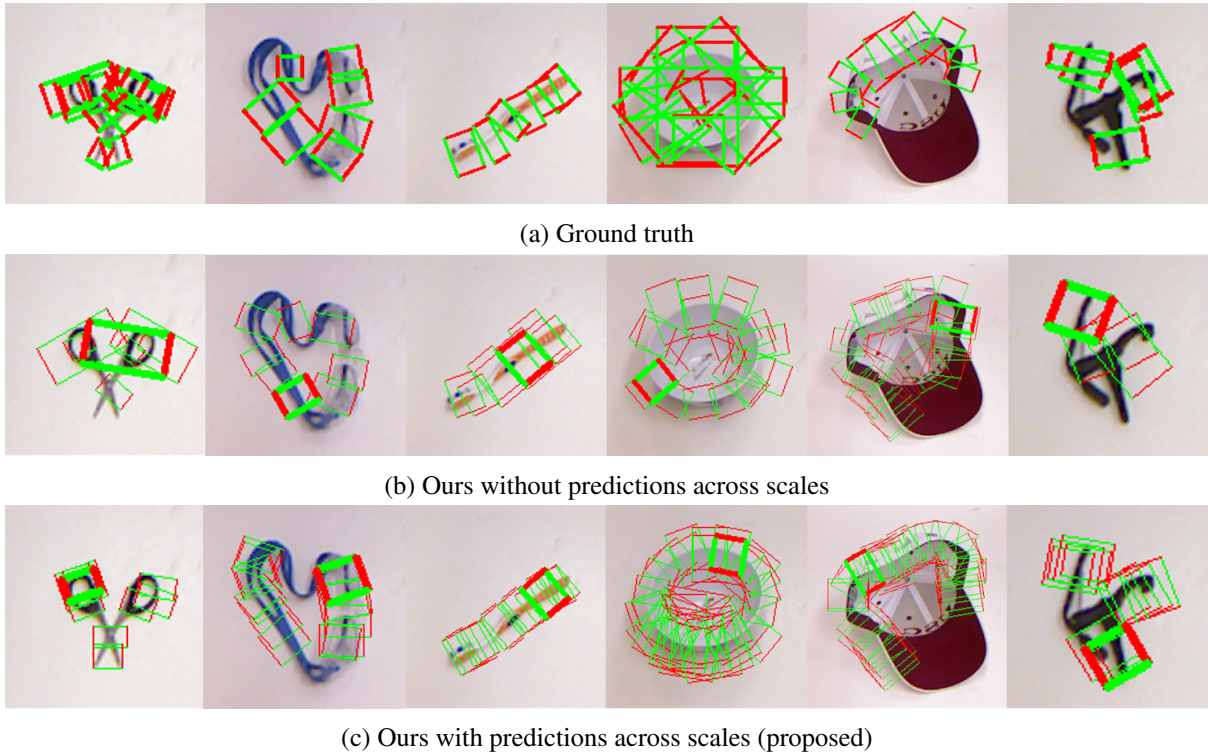 (a) Ground truth
(b) Ours without predictions across scales
(c) Ours with predictions across scales (proposed)